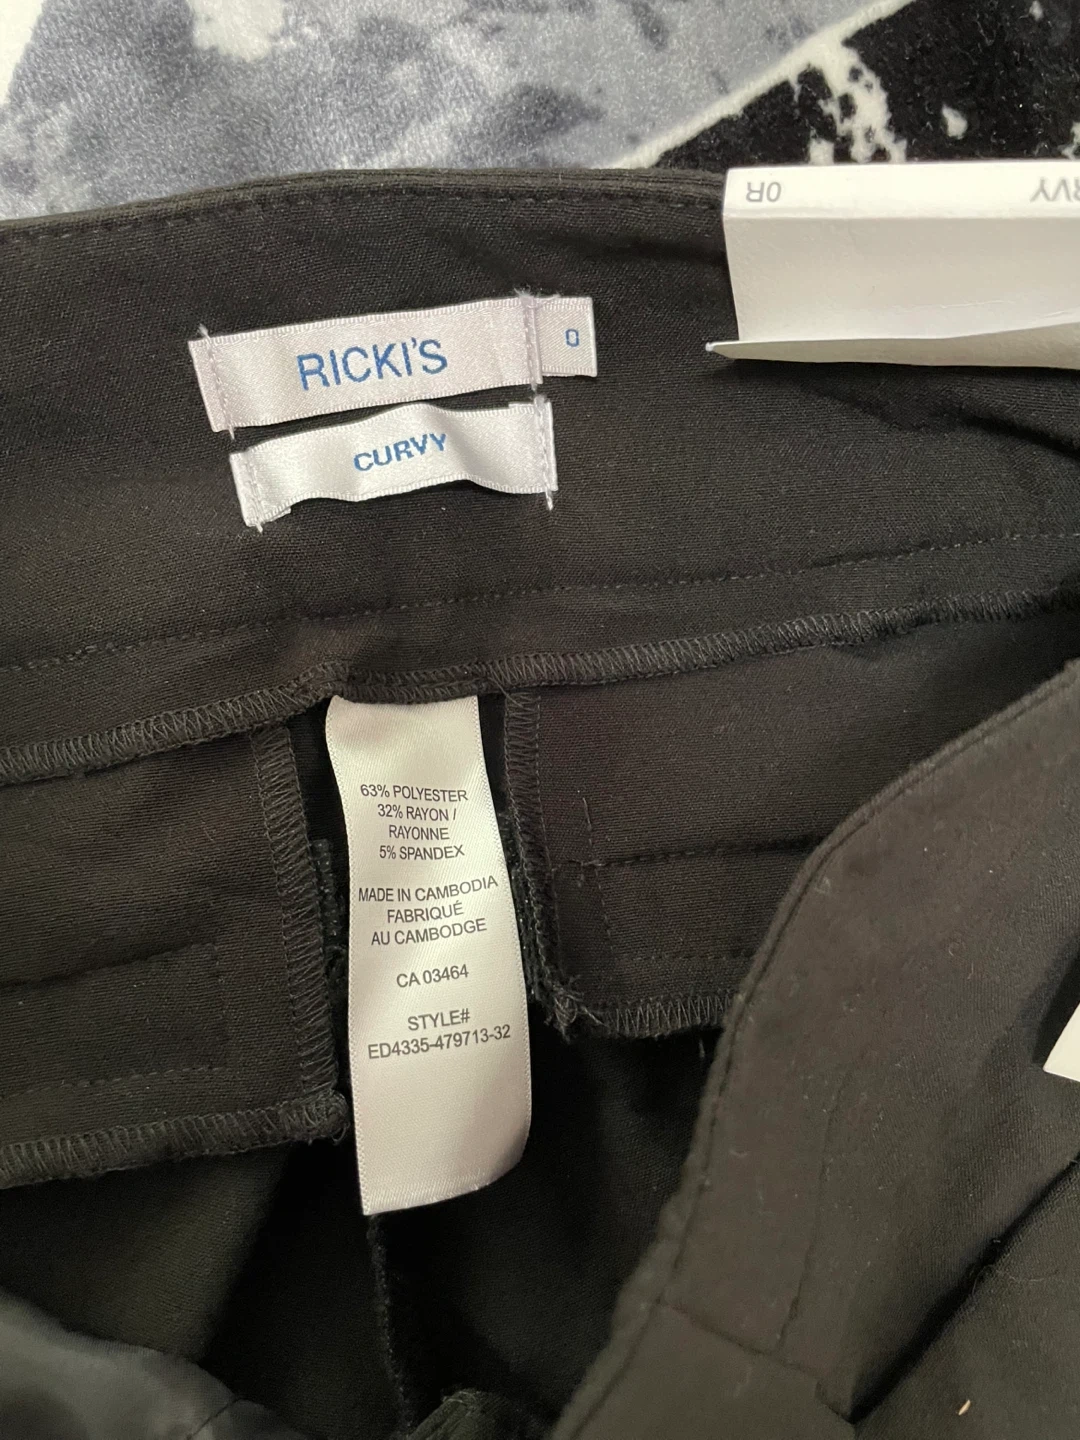 0R
RVY
RICKI'S
0
CURVY
63% POLYESTER
32% RAYON /
RAYONNE
5% SPANDEX
MADE IN CAMBODIA
FABRIQUÉ
AU CAMBODGE
CA 03464
STYLE#
ED4335-479713-32